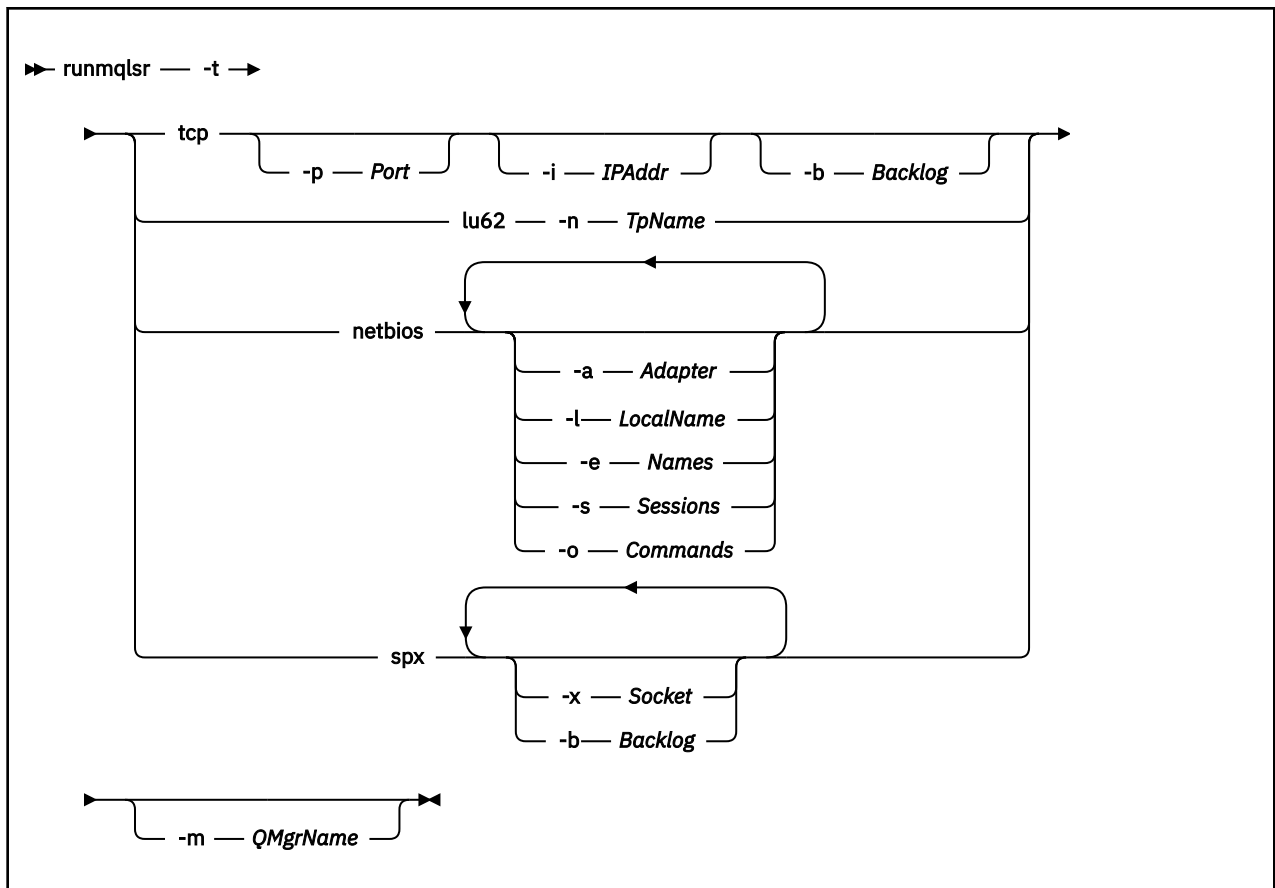 runmqlsr -t
tcp
-p Port -i IPAddr -b Backlog
lu62 -n TpName
netbios
-a Adapter
-l LocalName
-e Names
-s Sessions
-o Commands
spx
-x Socket
-b Backlog
-m QMgrName